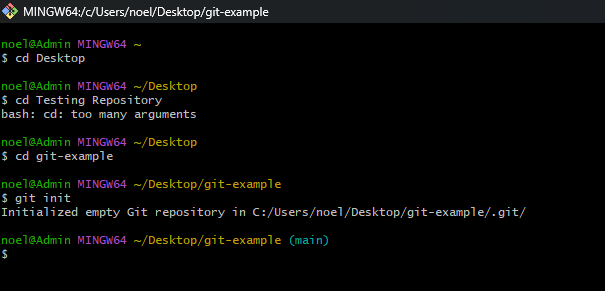 MINGW64:/c/Users/noel/Desktop/git-example
noel@Admin MINGW64 ~
$ cd Desktop
noel@Admin MINGW64 ~/Desktop
$ cd Testing Repository
bash: cd: too many arguments
noel@Admin MINGW64 ~/Desktop
$ cd git-example
noel@Admin MINGW64 ~/Desktop/git-example
$ git init
Initialized empty Git repository in C:/Users/noel/Desktop/git-example/.git/
noel@Admin MINGW64 ~/Desktop/git-example (main)
$